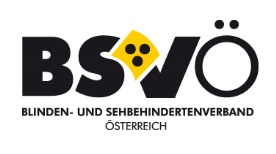 BSVÖ
BLINDEN- UND SEHBEHINDERTENVERBAND
ÖSTERREICH